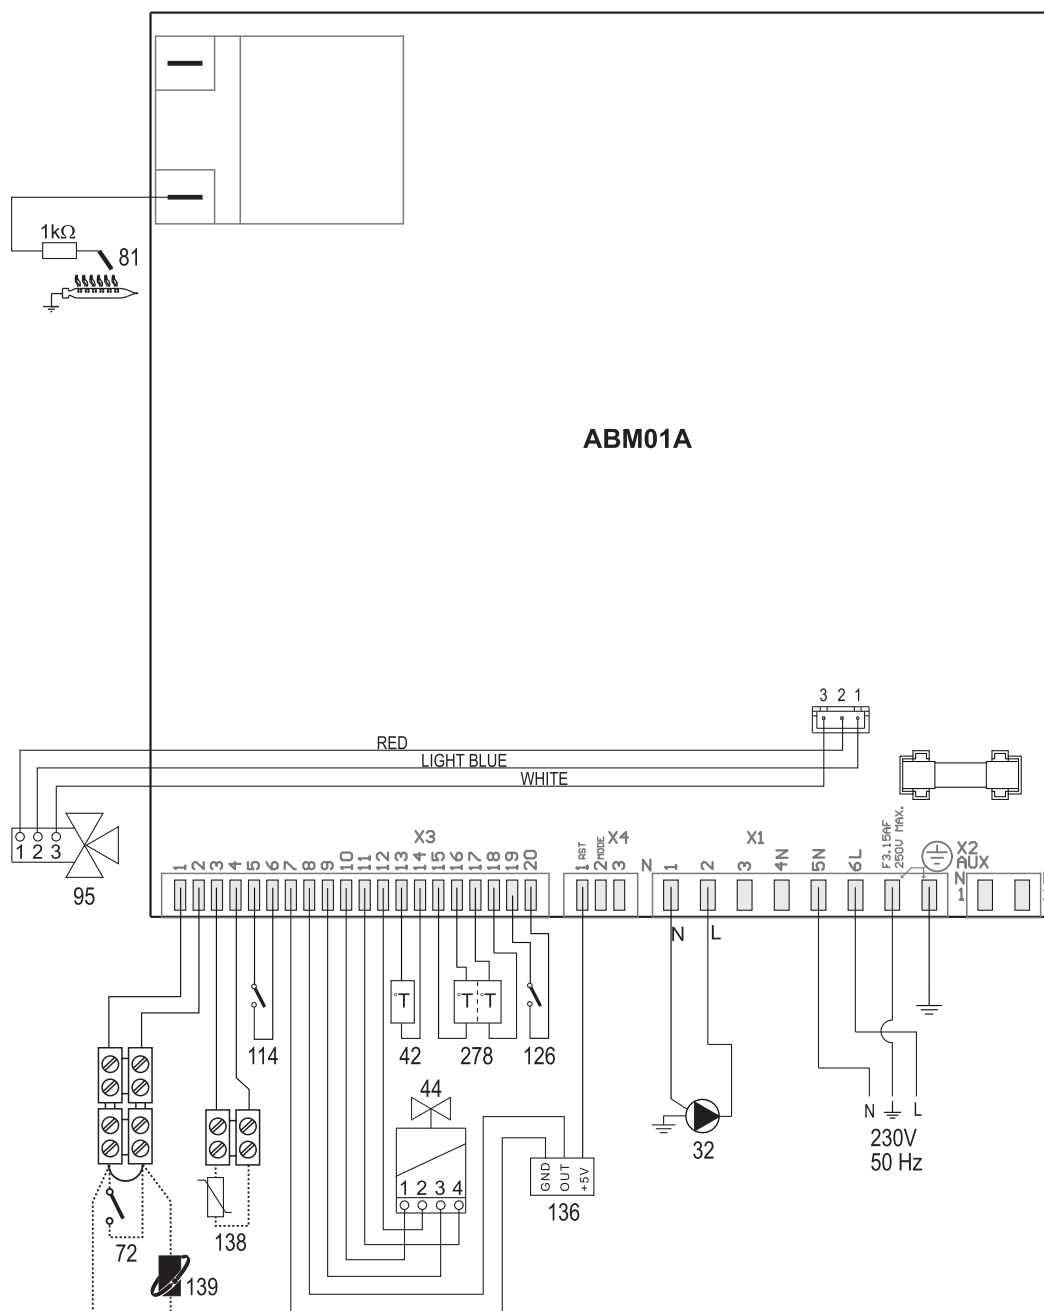 1kΩ
81
ABM01A
3 2 1
RED
LIGHT BLUE
WHITE
1 2 3
95
X3
1 2 3 4 5 6 7 8 9 10 11 12 13 14 15 16 17 18 19 20
X4
1 RST
2 MODE
3
X1
N
1 2 3 4N 5N 6L
F3.15AF
250V MAX.
X2
AUX
N
1
N
L
114
°T
42
°T °T
278
126
44
1 2 3 4
GND
OUT
+5V
136
32
N L
230V
50 Hz
72
138
139